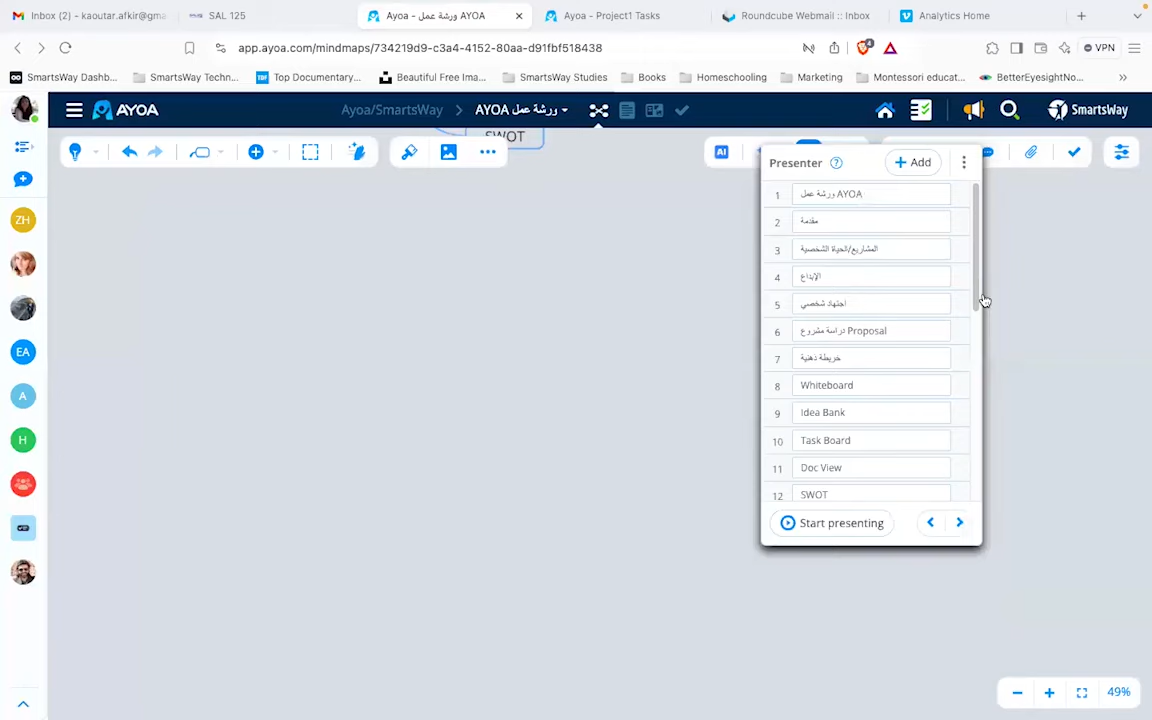 Inbox (2) - kaoutar.afkir@gma
SAL 125
Ayoa - ورشة عمل AYOA
Ayoa - Project1 Tasks
Roundcube Webmail :: Inbox
Analytics Home
app.ayoa.com/mindmaps/734219d9-c3a4-4152-80aa-d91fbf518438
4
VPN
SmartsWay Dashb...
SmartsWay Techn...
Top Documentary...
Beautiful Free Ima...
SmartsWay Studies
Books
Homeschooling
Marketing
Montessori educat...
BetterEyesightNo...
AYOA
Ayoa/SmartsWay
ورشة عمل AYOA
SmartsWay
SWOT
AI
Presenter
Add
1 ورشة عمل AYOA
2 مقدمة
3 المشاريع/الحياة الشخصية
4 الإبداع
5 اجتهاد شخصي
6 دراسة مشروع Proposal
7 خريطة ذهنية
8 Whiteboard
9 Idea Bank
10 Task Board
11 Doc View
12 SWOT
Start presenting
ZH
EA
A
H
49%